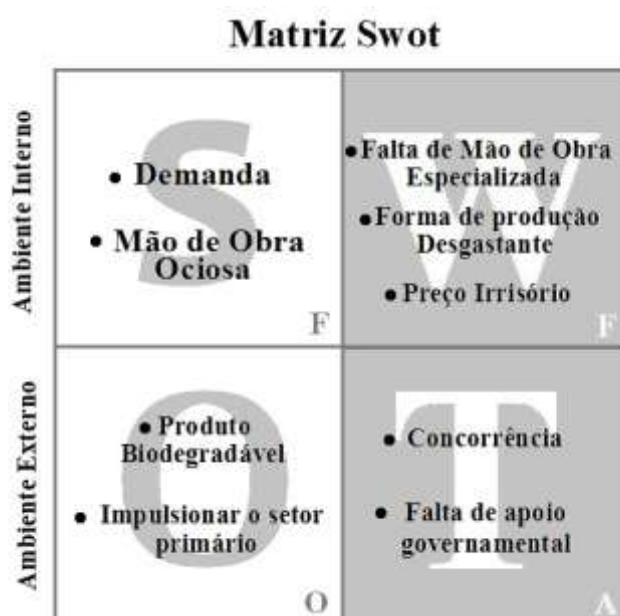 Matriz Swot
Ambiente Interno
S
• Demanda
• Mão de Obra
Ociosa
F
W
• Falta de Mão de Obra
Especializada
• Forma de produção
Desgastante
• Preço Irrisório
F
Ambiente Externo
O
• Produto
Biodegradável
• Impulsionar o setor
primário
O
T
• Concorrência
• Falta de apoio
governamental
A